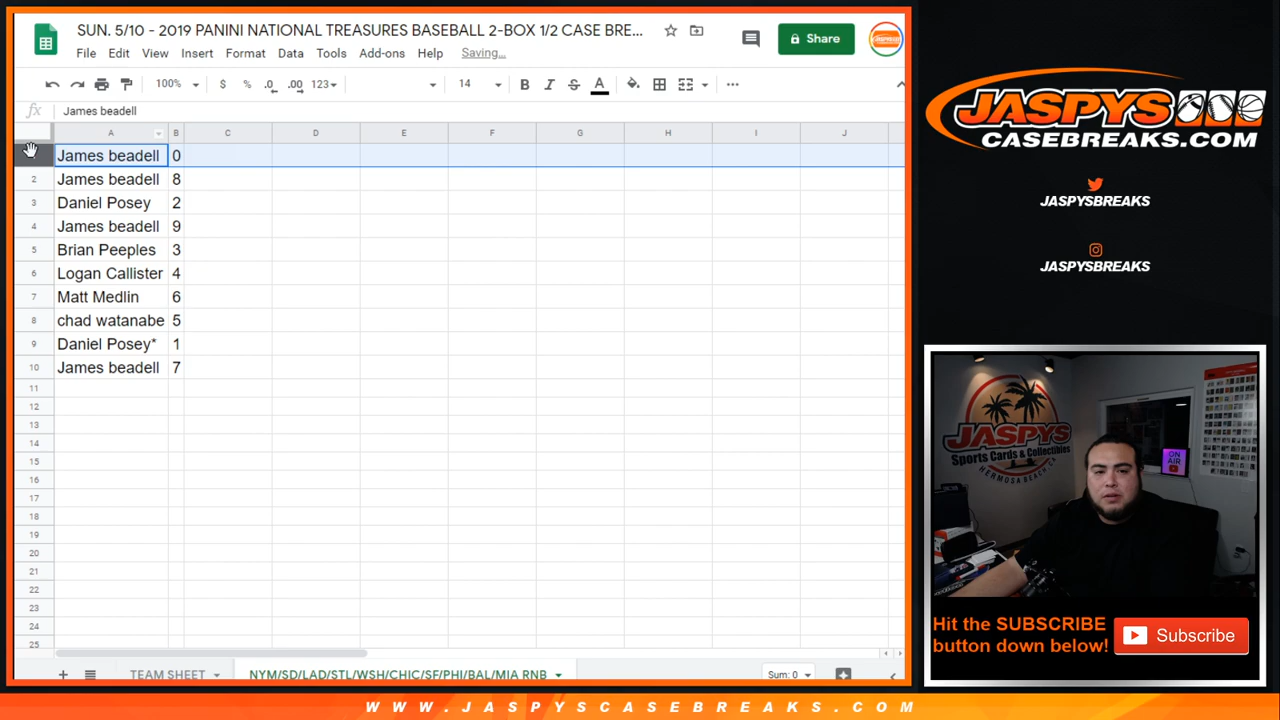 SUN. 5/10 - 2019 PANINI NATIONAL TREASURES BASEBALL 2-BOX 1/2 CASE BRE...
File Edit View Insert Format Data Tools Add-ons Help Saving...
Share
100% $ % .0 .00 123 14 B I S A
fx James beadell
A B C D E F G H I J
James beadell 0
2 James beadell 8
3 Daniel Posey 2
4 James beadell 9
5 Brian Peeples 3
6 Logan Callister 4
7 Matt Medlin 6
8 chad watanabe 5
9 Daniel Posey* 1
10 James beadell 7
11
12
13
14
15
16
17
18
19
20
21
22
23
24
25
TEAM SHEET NYM/SD/LAD/STL/WSH/CHIC/SF/PHI/BAL/MIA RNB Sum: 0
JASPYS
CASEBREAKS.COM
JASPYSBREAKS
JASPYSBREAKS
JASPYS
Sports Cards & Collectibles
HERMOSA BEACH, CA
ON
AIR
Hit the SUBSCRIBE
button down below!
Subscribe
WWW.JASPYSCASEBREAKS.COM